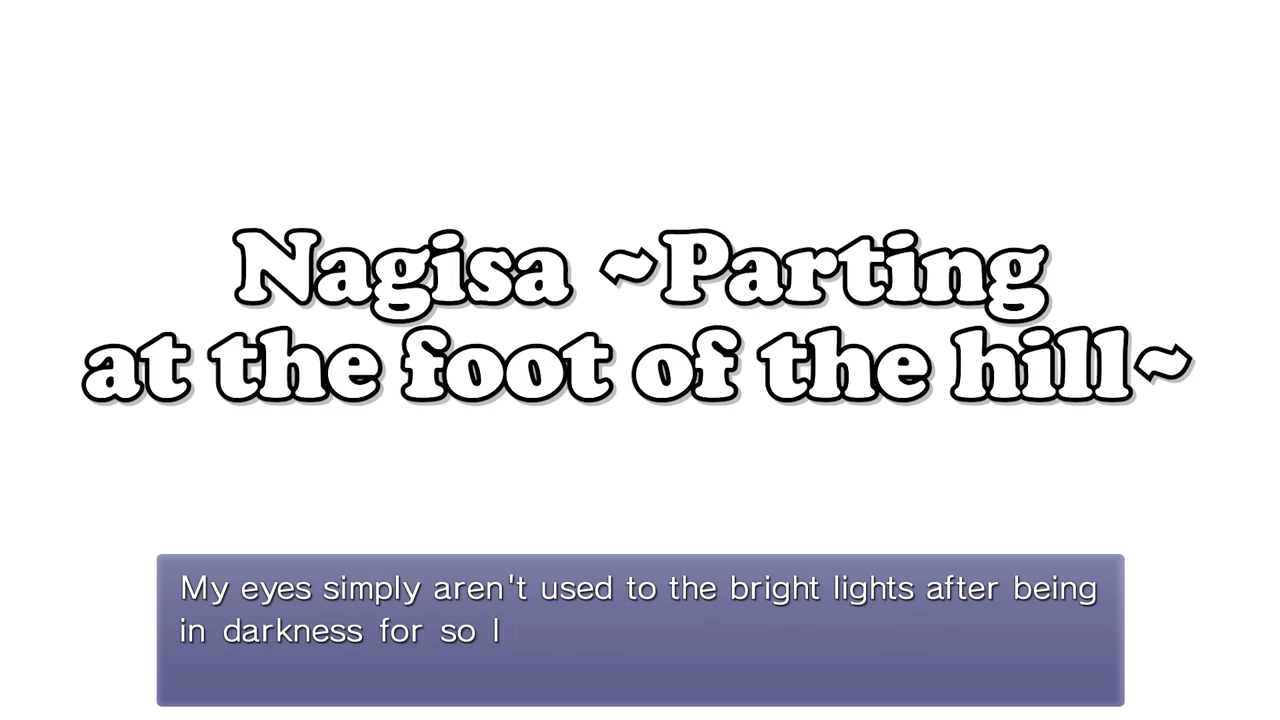 Nagisa ~Parting
at the foot of the hill~
My eyes simply aren't used to the bright lights after being
in darkness for so l